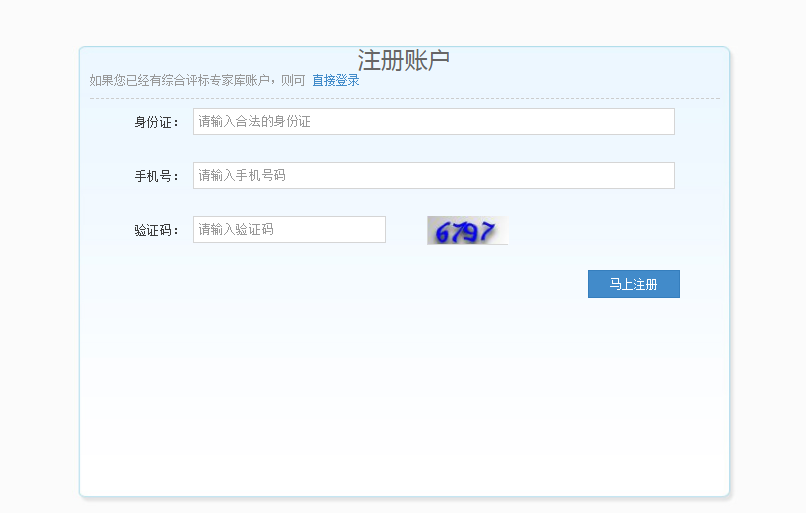 注册账户
如果您已经有综合评标专家库账户，则可 直接登录
身份证： 请输入合法的身份证
手机号： 请输入手机号码
验证码： 请输入验证码 6797
马上注册